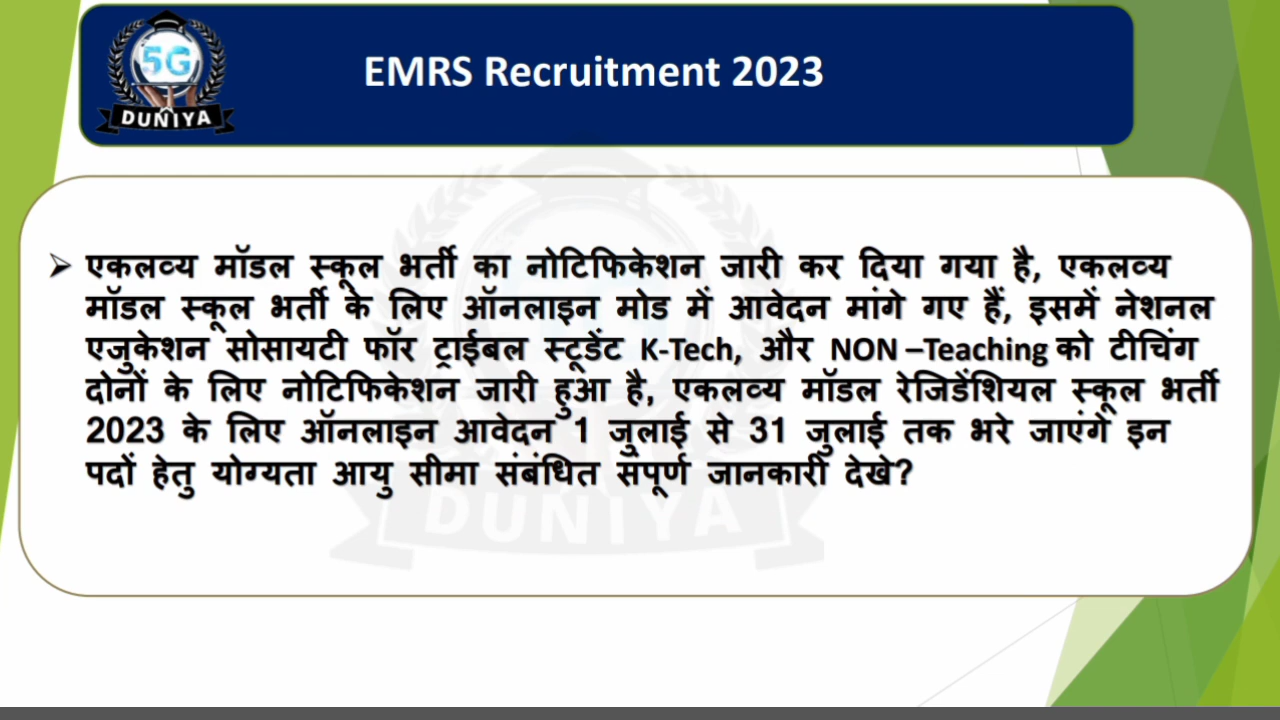 5G
DUNIYA
EMRS Recruitment 2023
➢ एकलव्य मॉडल स्कूल भर्ती का नोटिफिकेशन जारी कर दिया गया है, एकलव्य
मॉडल स्कूल भर्ती के लिए ऑनलाइन मोड में आवेदन मांगे गए हैं, इसमें नेशनल
एजुकेशन सोसायटी फॉर ट्राईबल स्टूडेंट K-Tech, और NON –Teaching को टीचिंग
दोनों के लिए नोटिफिकेशन जारी हुआ है, एकलव्य मॉडल रेजिडेंशियल स्कूल भर्ती
2023 के लिए ऑनलाइन आवेदन 1 जुलाई से 31 जुलाई तक भरे जाएंगे इन
पदों हेतु योग्यता आयु सीमा संबंधित संपूर्ण जानकारी देखे?
DUNIYA